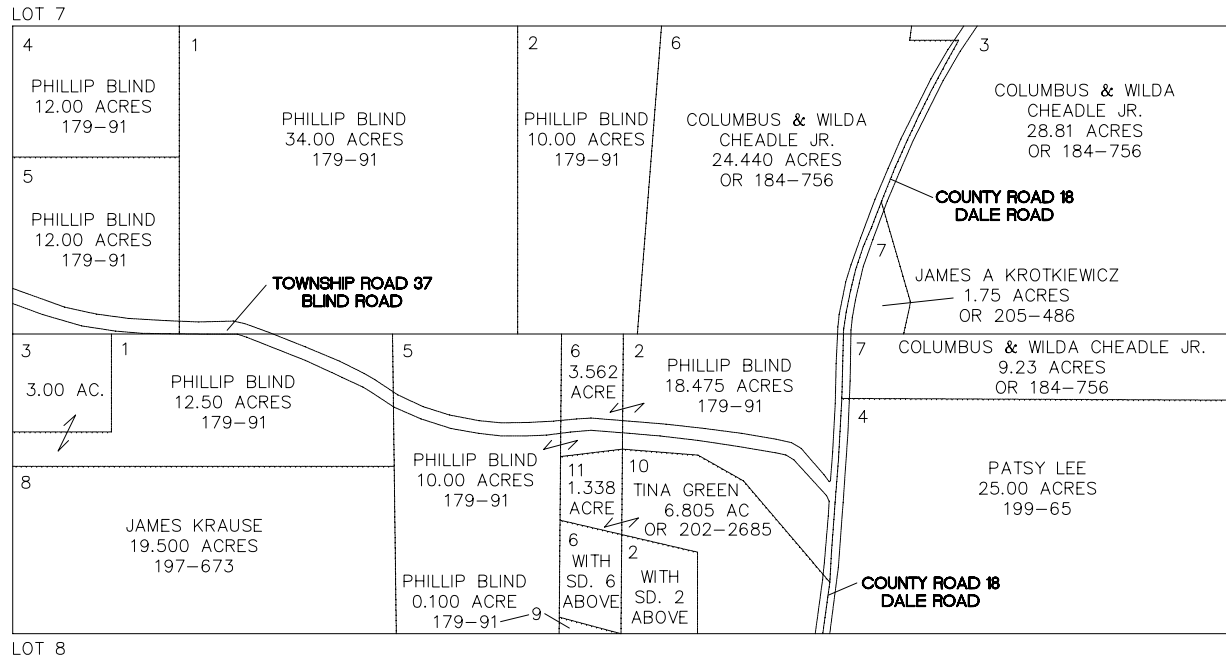 LOT 7
4
PHILLIP BLIND
12.00 ACRES
179-91
1
PHILLIP BLIND
34.00 ACRES
179-91
2
PHILLIP BLIND
10.00 ACRES
179-91
6
COLUMBUS & WILDA
CHEADLE JR.
24.440 ACRES
OR 184-756
3
COLUMBUS & WILDA
CHEADLE JR.
28.81 ACRES
OR 184-756
5
PHILLIP BLIND
12.00 ACRES
179-91
COUNTY ROAD 18
DALE ROAD
7
JAMES A KROTKIEWICZ
1.75 ACRES
OR 205-486
TOWNSHIP ROAD 37
BLIND ROAD
3
3.00 AC.
1
PHILLIP BLIND
12.50 ACRES
179-91
5
PHILLIP BLIND
10.00 ACRES
179-91
6
3.562
ACRE
2
PHILLIP BLIND
18.475 ACRES
179-91
7
COLUMBUS & WILDA CHEADLE JR.
9.23 ACRES
OR 184-756
4
PATSY LEE
25.00 ACRES
199-65
8
JAMES KRAUSE
19.500 ACRES
197-673
11
1.338
ACRE
10
TINA GREEN
6.805 AC
OR 202-2685
6
WITH
SD. 6
ABOVE
2
WITH
SD. 2
ABOVE
PHILLIP BLIND
0.100 ACRE
179-91
9
COUNTY ROAD 18
DALE ROAD
LOT 8